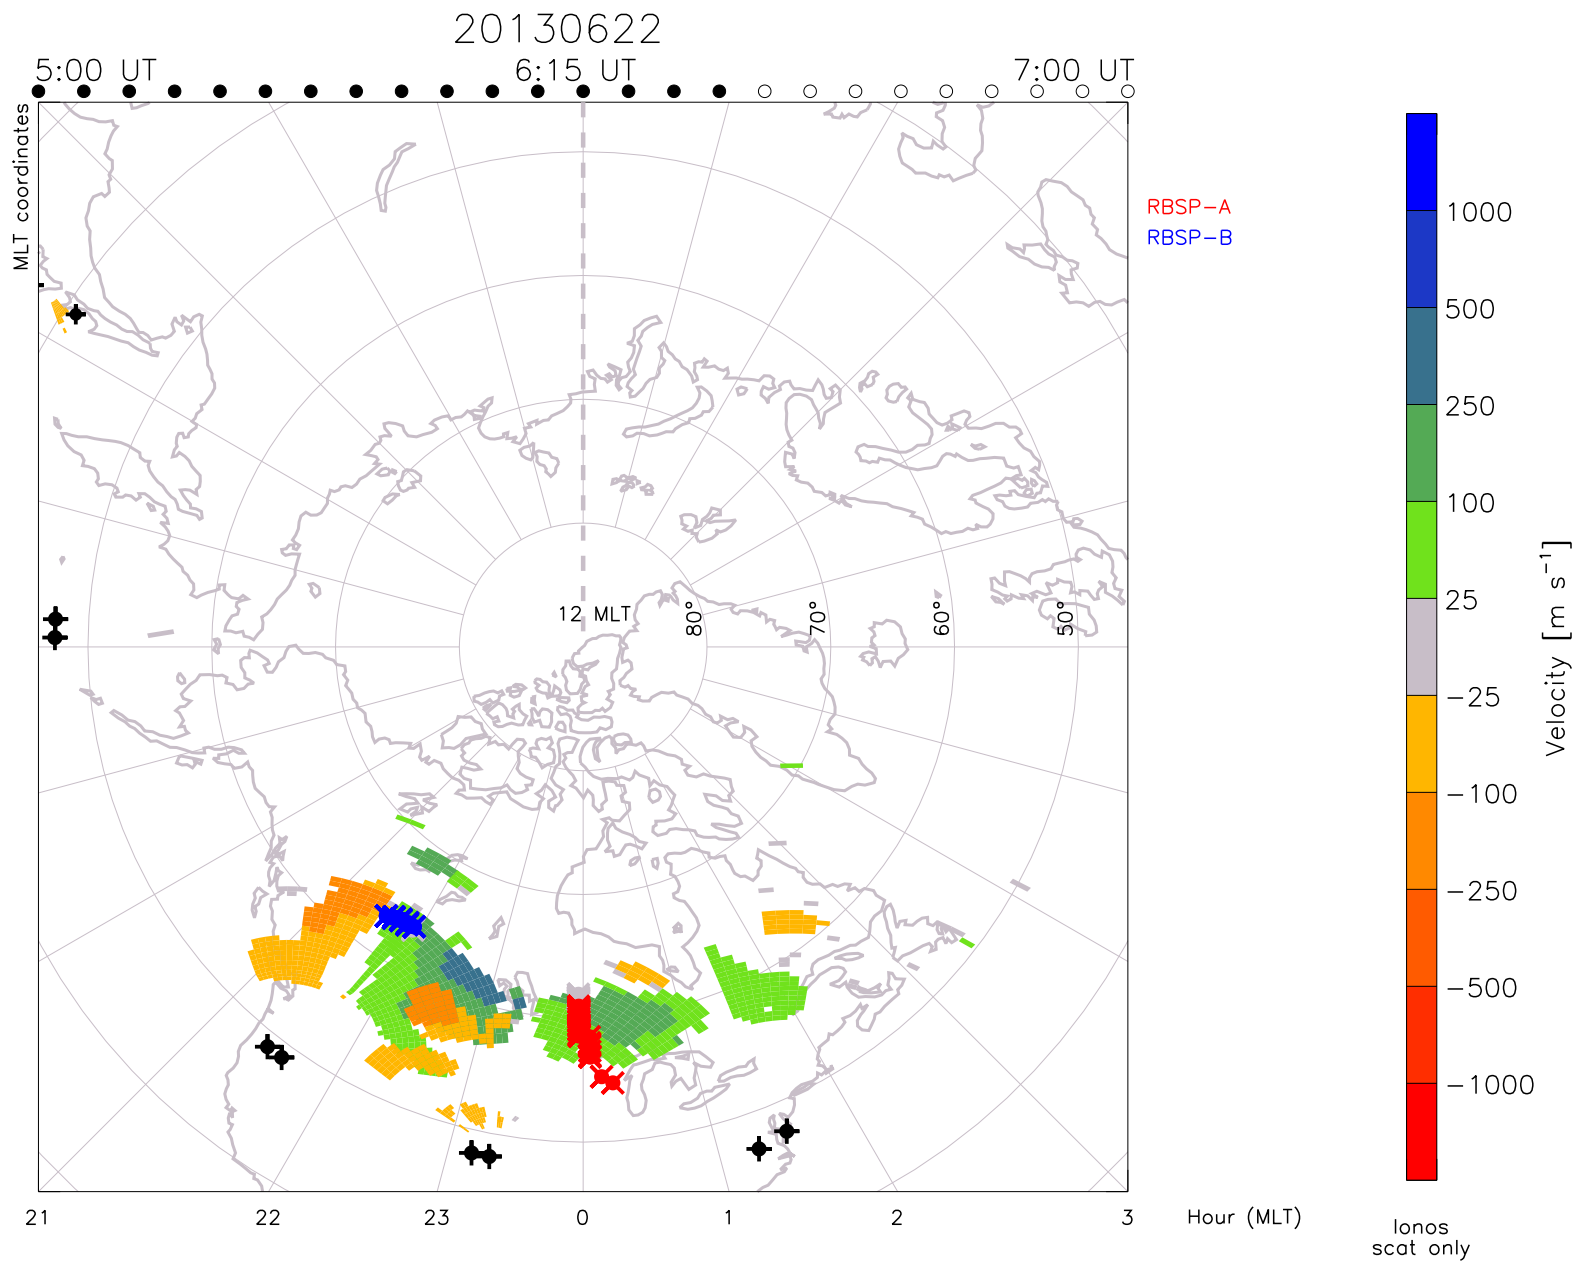 20130622
5:00 UT
6:15 UT
7:00 UT
MLT coordinates
RBSP-A
RBSP-B
12 MLT
80°
70°
60°
50°
21
22
23
0
1
2
3
Hour (MLT)
1000
500
250
100
25
-25
-100
-250
-500
-1000
Velocity [m s⁻¹]
Ionos
scat only